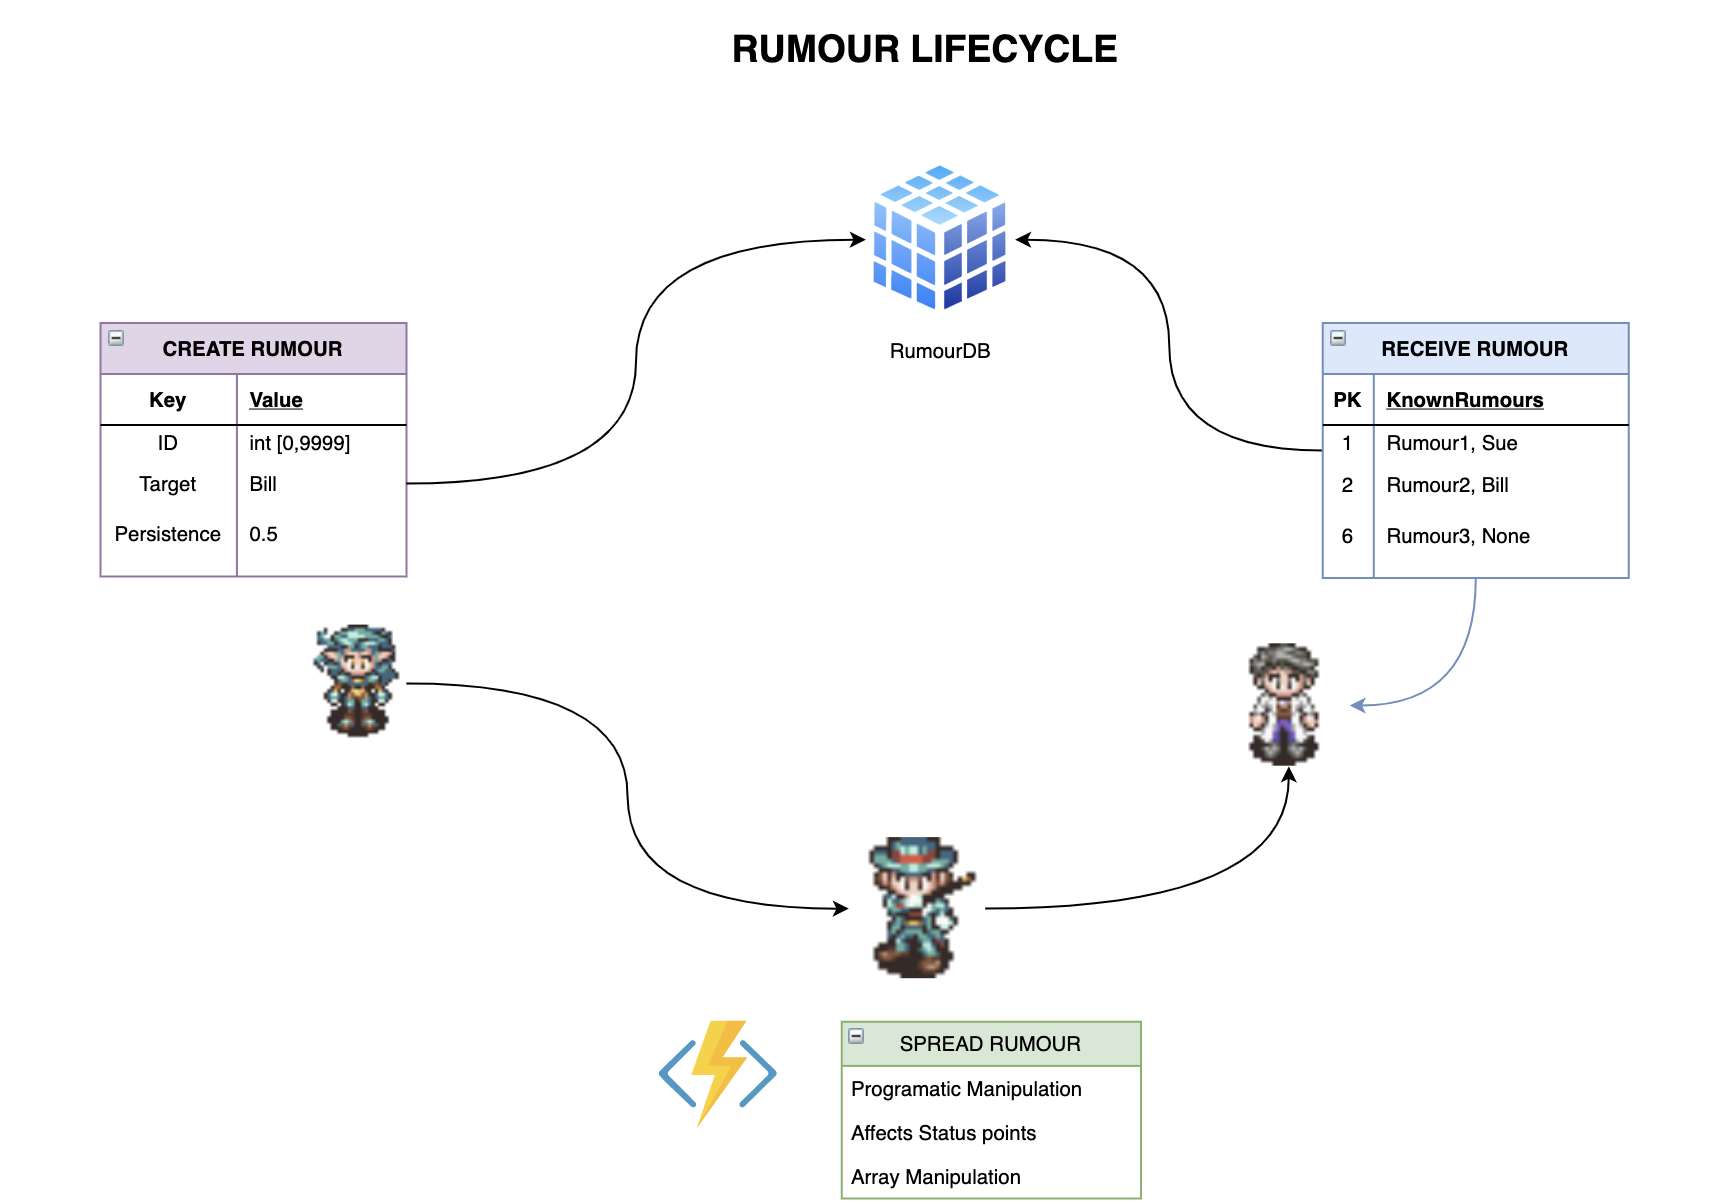 RUMOUR LIFECYCLE
RumourDB
CREATE RUMOUR
Key Value
ID int [0,9999]
Target Bill
Persistence 0.5
RECEIVE RUMOUR
PK KnownRumours
1 Rumour1, Sue
2 Rumour2, Bill
6 Rumour3, None
SPREAD RUMOUR
Programatic Manipulation
Affects Status points
Array Manipulation